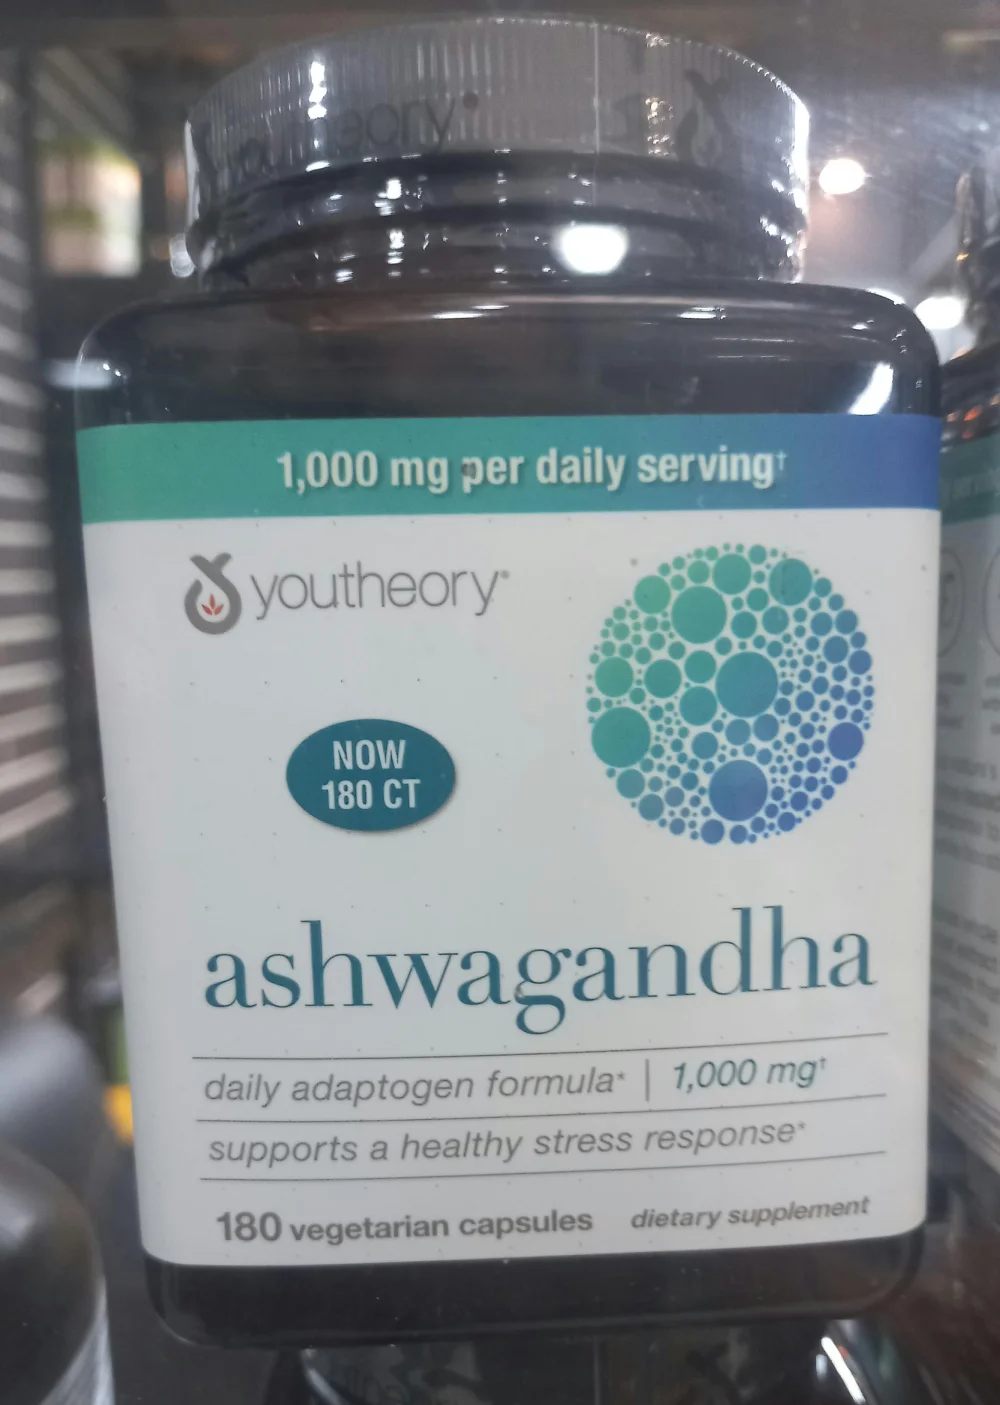 youtheory
1,000 mg per daily serving†
youtheory
NOW
180 CT
ashwagandha
daily adaptogen formula* | 1,000 mg†
supports a healthy stress response*
180 vegetarian capsules dietary supplement